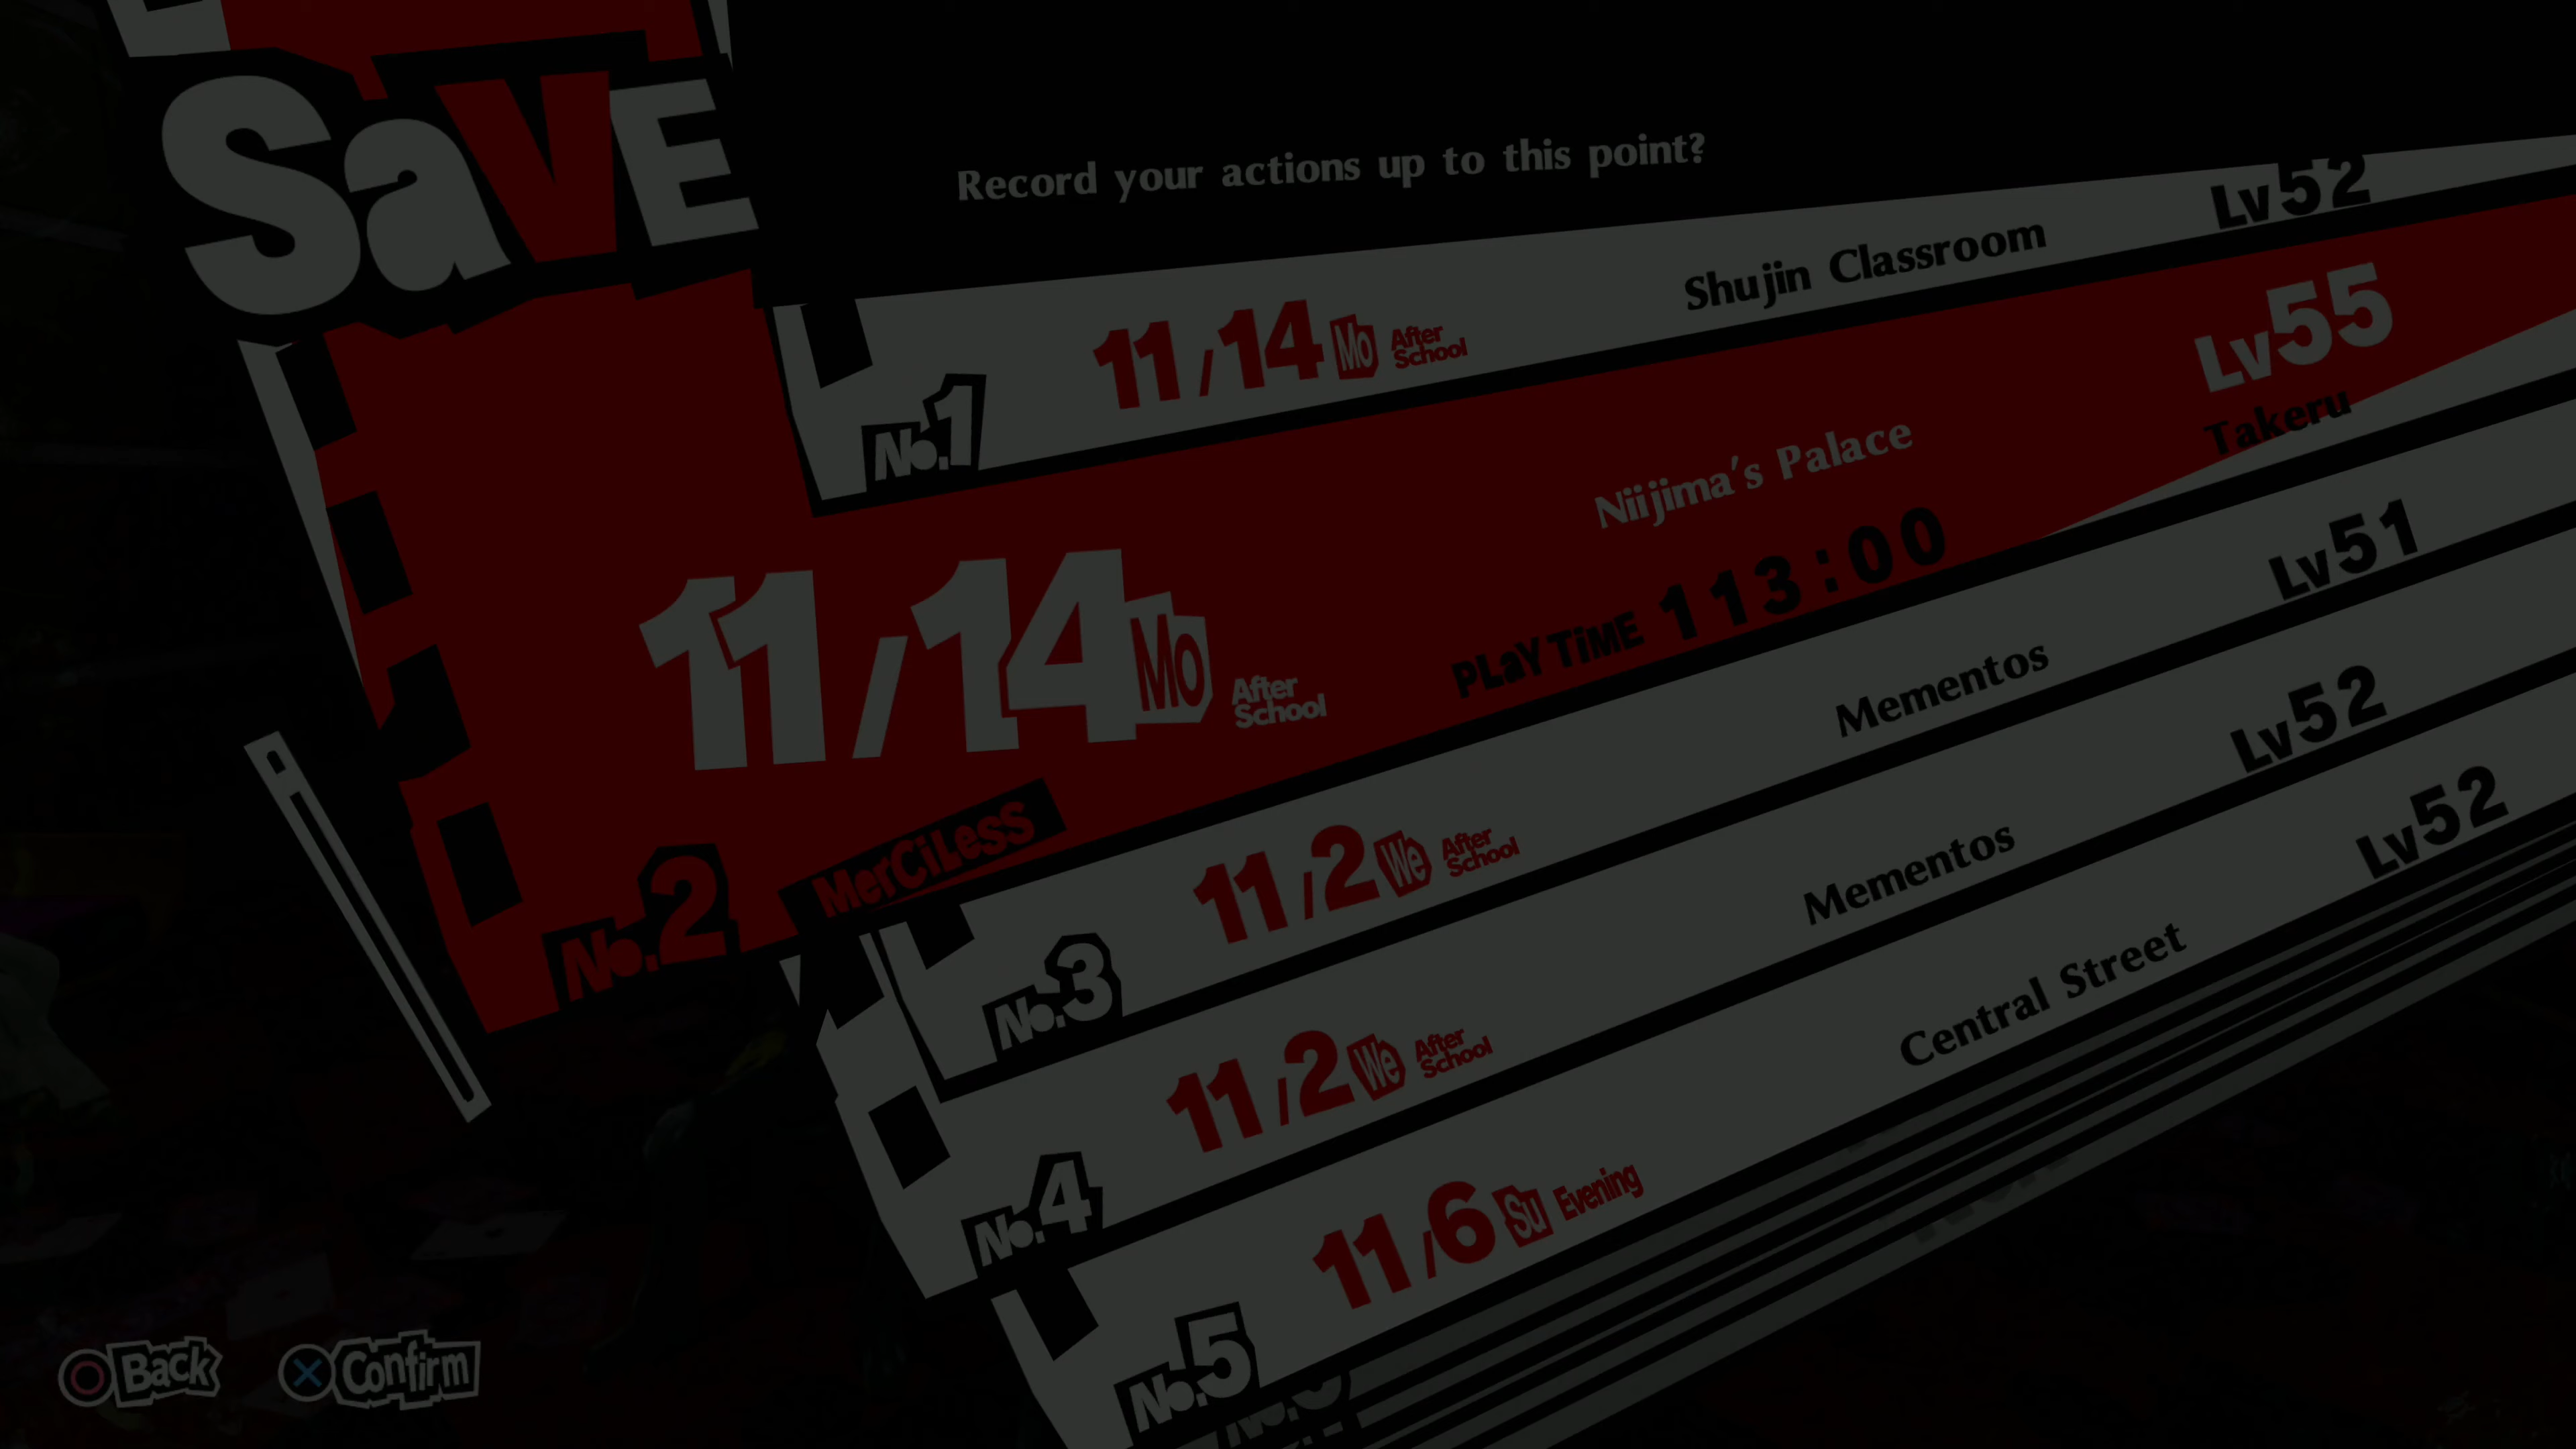 SaVE
Record your actions up to this point?
No.1 11/14 Mo After School Shujin Classroom Lv52
No.2 11/14 Mo After School Niijima's Palace Lv55
Takeru
PLaY TiME 113:00
MerCiLess
No.3 11/2 We After School Mementos Lv51
No.4 11/2 We After School Mementos Lv52
No.5 11/6 Su Evening Central Street Lv52
Back Confirm